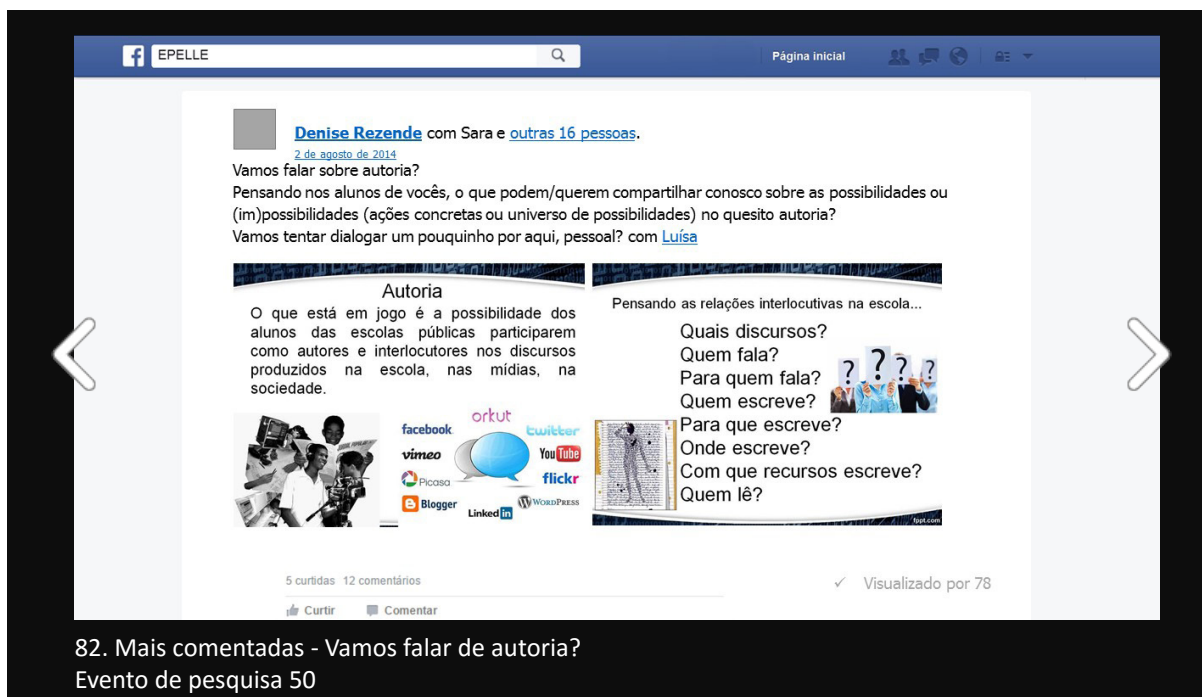 EPELLE
Página inicial
Denise Rezende com Sara e outras 16 pessoas.
2 de agosto de 2014
Vamos falar sobre autoria?
Pensando nos alunos de vocês, o que podem/querem compartilhar conosco sobre as possibilidades ou
(im)possibilidades (ações concretas ou universo de possibilidades) no quesito autoria?
Vamos tentar dialogar um pouquinho por aqui, pessoal? com Luísa
Autoria
O que está em jogo é a possibilidade dos
alunos das escolas públicas participarem
como autores e interlocutores nos discursos
produzidos na escola, nas mídias, na
sociedade.
orkut
facebook
twitter
vimeo
YouTube
Picasa
flickr
Blogger
WORDPRESS
Linked in
Pensando as relações interlocutivas na escola...
Quais discursos?
Quem fala?
Para quem fala?
Quem escreve?
Para que escreve?
Onde escreve?
Com que recursos escreve?
Quem lê?
? ? ? ?
fppt.com
5 curtidas 12 comentários
✓ Visualizado por 78
Curtir Comentar
82. Mais comentadas - Vamos falar de autoria?
Evento de pesquisa 50